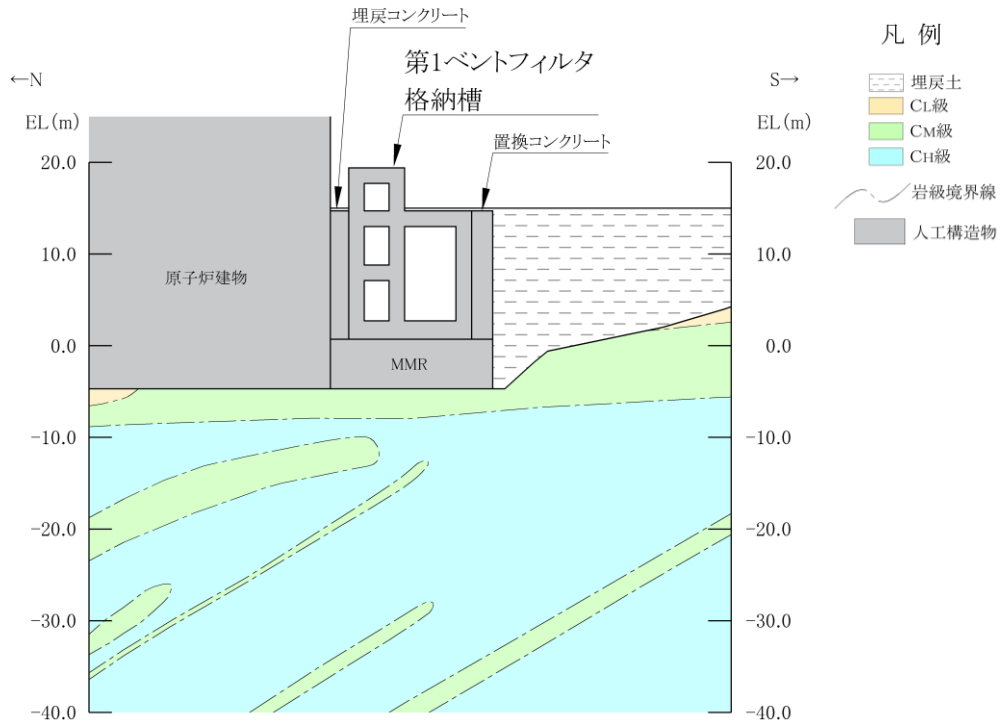 埋戻コンクリート
凡 例
第1ベントフィルタ
格納槽
←N
S→
埋戻土
CL級
CM級
CH級
EL(m)
EL(m)
置換コンクリート
20.0
20.0
岩級境界線
人工構造物
10.0
10.0
原子炉建物
0.0
0.0
MMR
-10.0
-10.0
-20.0
-20.0
-30.0
-30.0
-40.0
-40.0